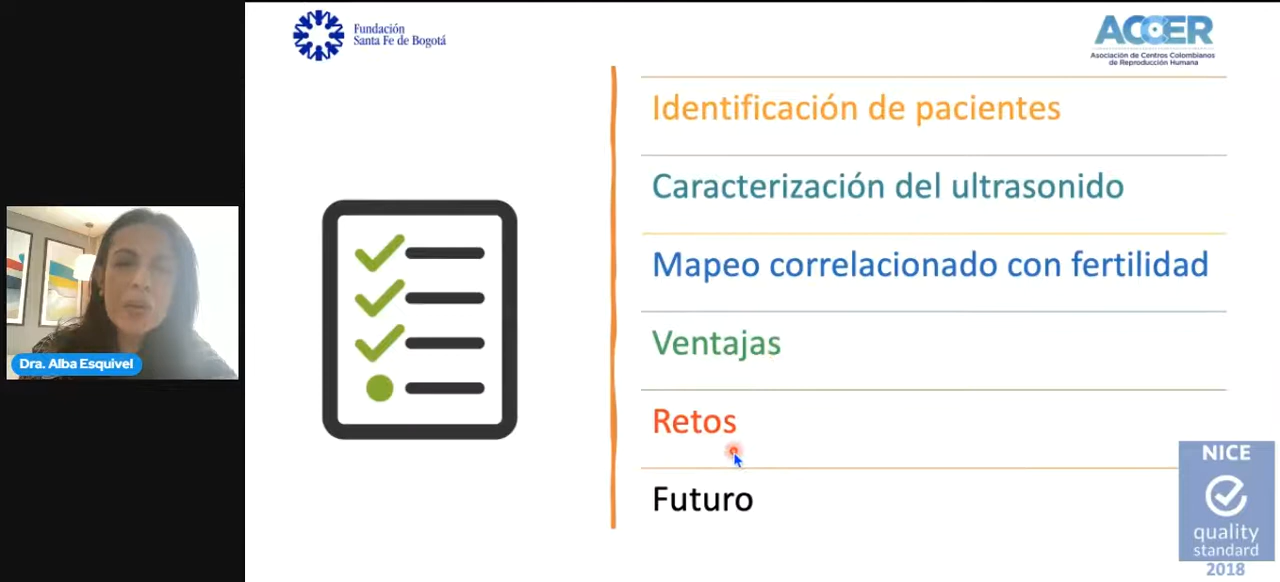 Fundación
Santa Fe de Bogotá
ACCER
Asociación de Centros Colombianos
de Reproducción Humana
Identificación de pacientes
Caracterización del ultrasonido
Mapeo correlacionado con fertilidad
Ventajas
Retos
Futuro
Dra. Alba Esquivel
NICE
quality
standard
2018